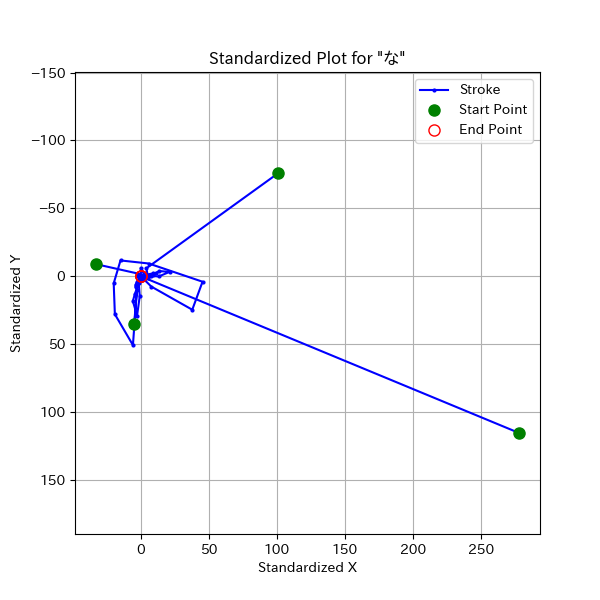 Standardized Plot for "な"
Stroke
Start Point
End Point
Standardized Y
−150
−100
−50
0
50
100
150
0 50 100 150 200 250
Standardized X